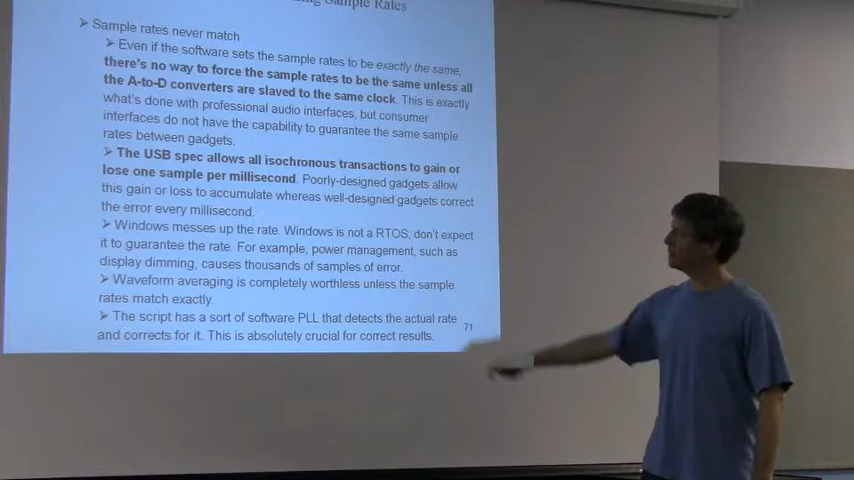 Sample Rates
➢ Sample rates never match
➢ Even if the software sets the sample rates to be exactly the same,
there's no way to force the sample rates to be the same unless all
the A-to-D converters are slaved to the same clock. This is exactly
what's done with professional audio interfaces, but consumer
interfaces do not have the capability to guarantee the same sample
rates between gadgets.
➢ The USB spec allows all isochronous transactions to gain or
lose one sample per millisecond. Poorly-designed gadgets allow
this gain or loss to accumulate whereas well-designed gadgets correct
the error every millisecond.
➢ Windows messes up the rate. Windows is not a RTOS, don't expect
it to guarantee the rate. For example, power management, such as
display dimming, causes thousands of samples of error.
➢ Waveform averaging is completely worthless unless the sample
rates match exactly.
➢ The script has a sort of software PLL that detects the actual rate
and corrects for it. This is absolutely crucial for correct results.
71